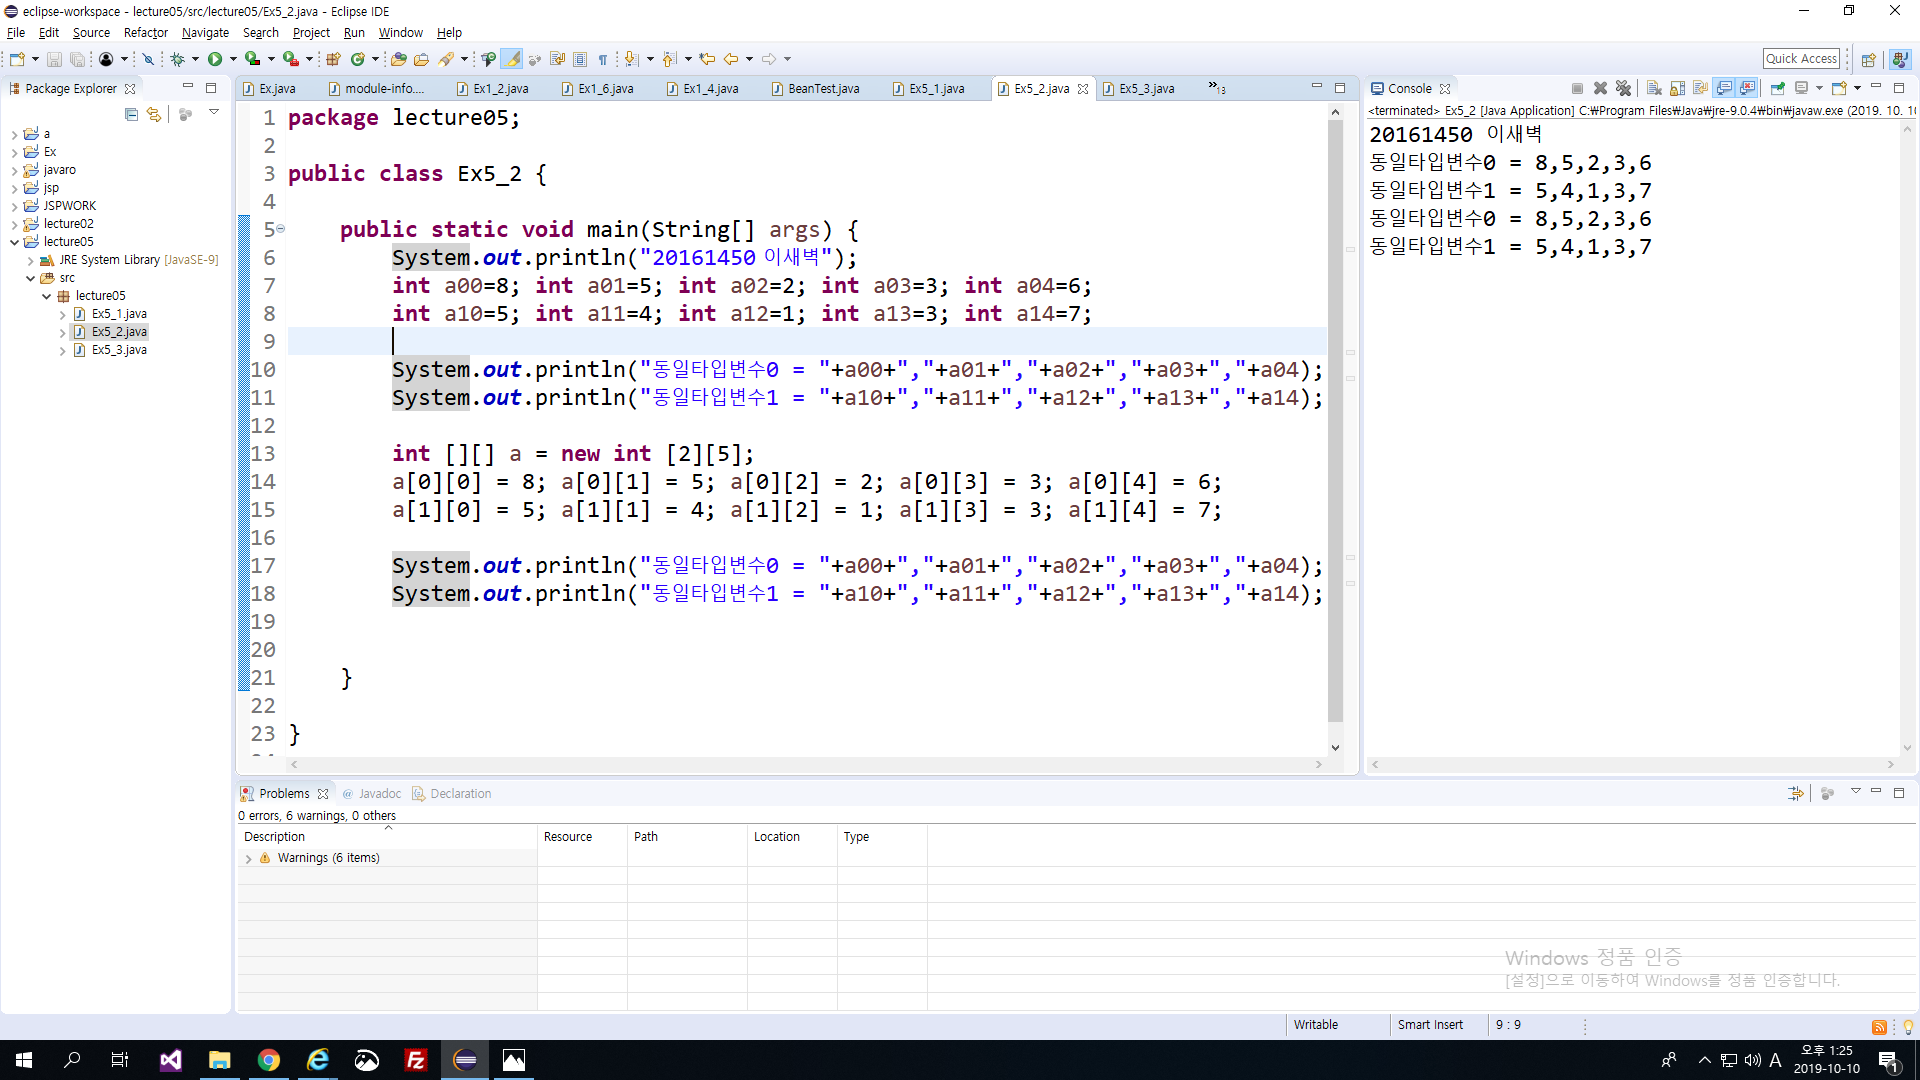 eclipse-workspace - lecture05/src/lecture05/Ex5_2.java - Eclipse IDE
File Edit Source Refactor Navigate Search Project Run Window Help
Quick Access
Package Explorer
a
Ex
javaro
jsp
JSPWORK
lecture02
lecture05
JRE System Library [JavaSE-9]
src
lecture05
Ex5_1.java
Ex5_2.java
Ex5_3.java
Ex.java module-info.... Ex1_2.java Ex1_6.java Ex1_4.java BeanTest.java Ex5_1.java Ex5_2.java Ex5_3.java »13
1 package lecture05;
2
3 public class Ex5_2 {
4
5 public static void main(String[] args) {
6 System.out.println("20161450 이새벽");
7 int a00=8; int a01=5; int a02=2; int a03=3; int a04=6;
8 int a10=5; int a11=4; int a12=1; int a13=3; int a14=7;
9
10 System.out.println("동일타입변수0 = "+a00+","+a01+","+a02+","+a03+","+a04);
11 System.out.println("동일타입변수1 = "+a10+","+a11+","+a12+","+a13+","+a14);
12
13 int [][] a = new int [2][5];
14 a[0][0] = 8; a[0][1] = 5; a[0][2] = 2; a[0][3] = 3; a[0][4] = 6;
15 a[1][0] = 5; a[1][1] = 4; a[1][2] = 1; a[1][3] = 3; a[1][4] = 7;
16
17 System.out.println("동일타입변수0 = "+a00+","+a01+","+a02+","+a03+","+a04);
18 System.out.println("동일타입변수1 = "+a10+","+a11+","+a12+","+a13+","+a14);
19
20
21 }
22
23 }
Console
<terminated> Ex5_2 [Java Application] C:₩Program Files₩Java₩jre-9.0.4₩bin₩javaw.exe (2019. 10. 10
20161450 이새벽
동일타입변수0 = 8,5,2,3,6
동일타입변수1 = 5,4,1,3,7
동일타입변수0 = 8,5,2,3,6
동일타입변수1 = 5,4,1,3,7
Problems Javadoc Declaration
0 errors, 6 warnings, 0 others
Description Resource Path Location Type
Warnings (6 items)
Windows 정품 인증
[설정]으로 이동하여 Windows를 정품 인증합니다.
Writable Smart Insert 9 : 9
A
오후 1:25
2019-10-10
1